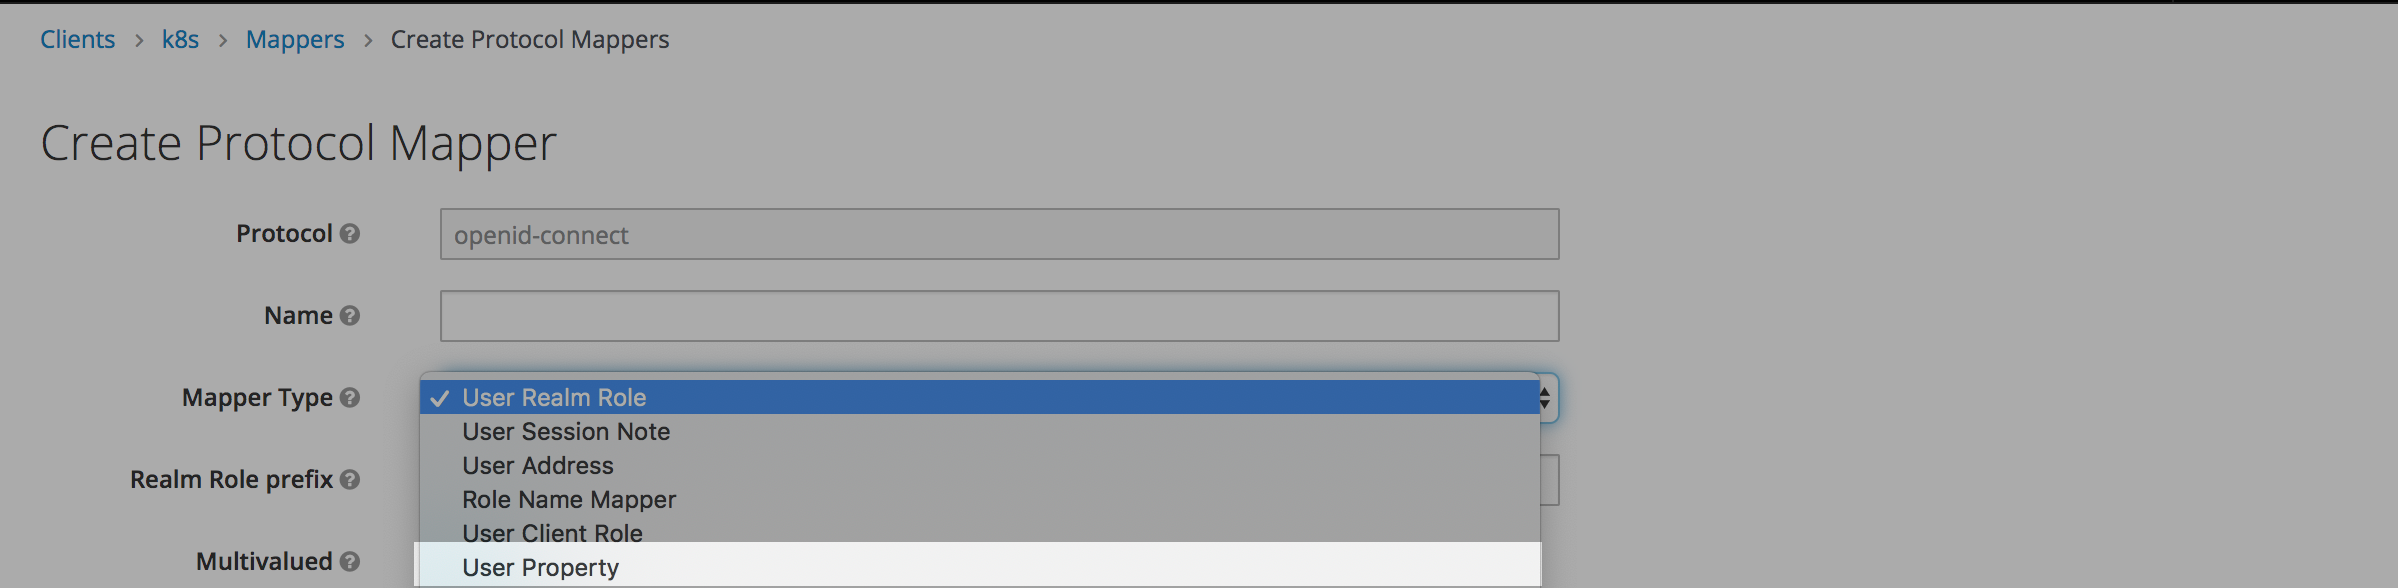 Clients > k8s > Mappers > Create Protocol Mappers
Create Protocol Mapper
Protocol
openid-connect
Name
Mapper Type
User Realm Role
User Session Note
User Address
Realm Role prefix
Role Name Mapper
User Client Role
Multivalued
User Property